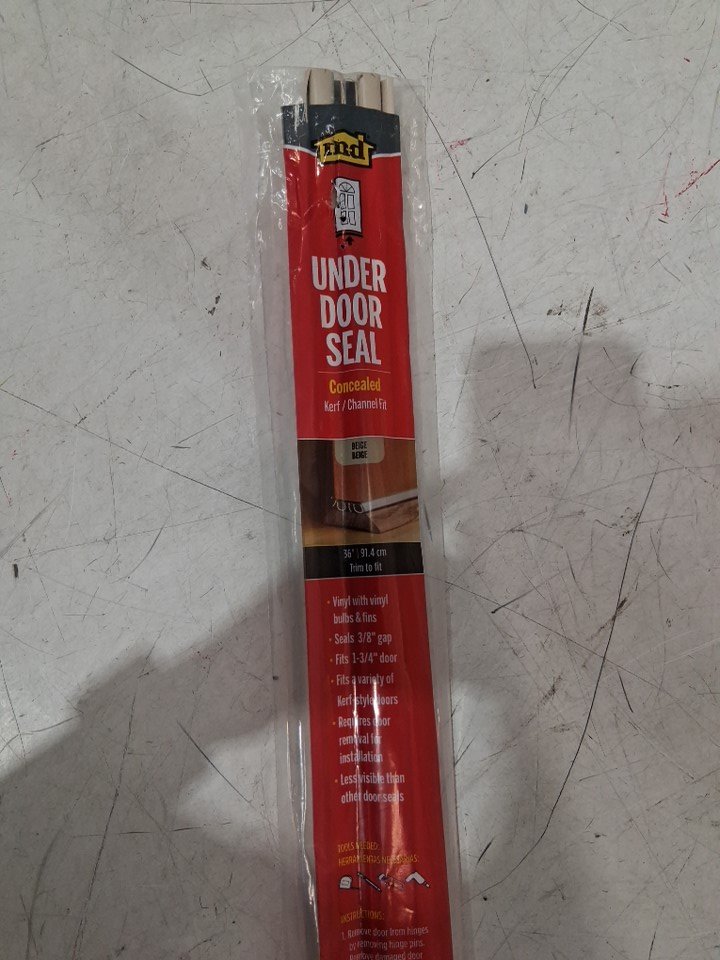 md
UNDER
DOOR
SEAL
Concealed
Kerf / Channel Fit
BEIGE
BEIGE
36" | 91.4 cm
Trim to fit
• Vinyl with vinyl
bulbs & fins
• Seals 3/8" gap
• Fits 1-3/4" door
• Fits a variety of
Kerf-style doors
• Requires door
removal for
installation
• Less visible than
other door seals
TOOLS NEEDED:
HERRAMIENTAS NECESARIAS:
INSTRUCTIONS:
1. Remove door from hinges
by removing hinge pins.
Remove damaged door